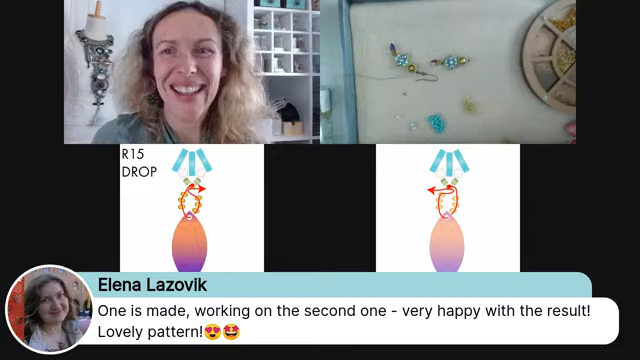 R15
DROP
Elena Lazovik
One is made, working on the second one - very happy with the result!
Lovely pattern!😍🤩